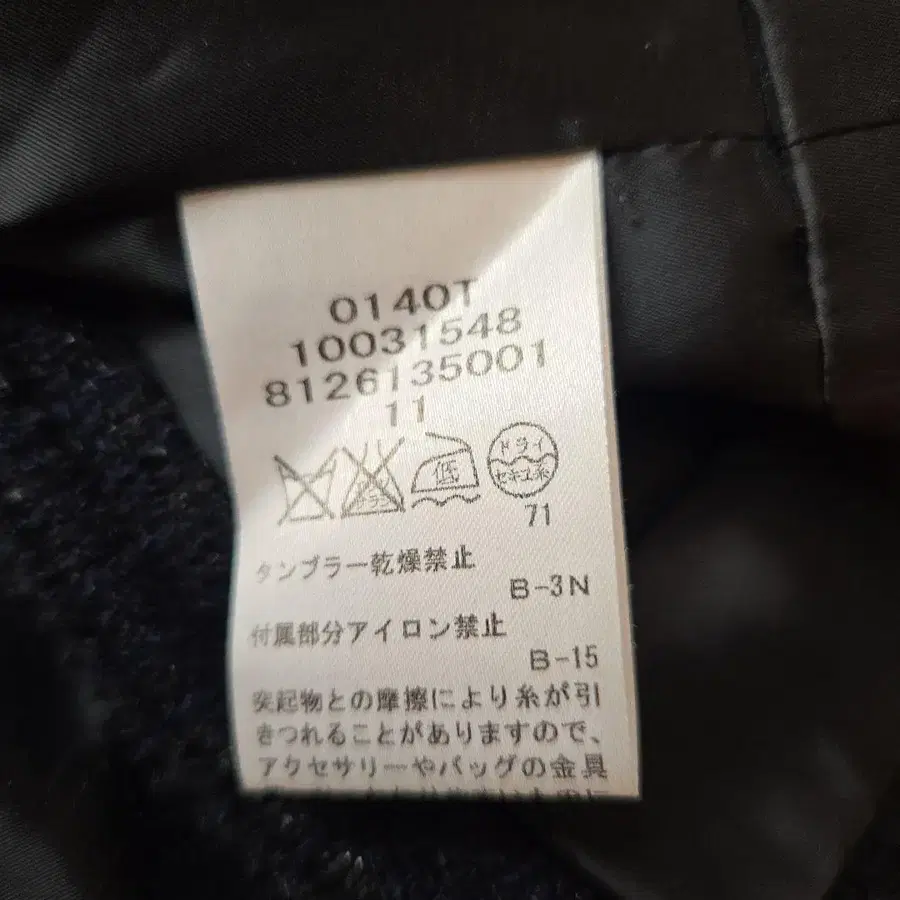 0140T
10031548
8126135001
11
低 ドライ
セキユ系
71
タンブラー乾燥禁止
B-3N
付属部分アイロン禁止
B-15
突起物との摩擦により糸が引
きつれることがありますので、
アクセサリーやバッグの金具